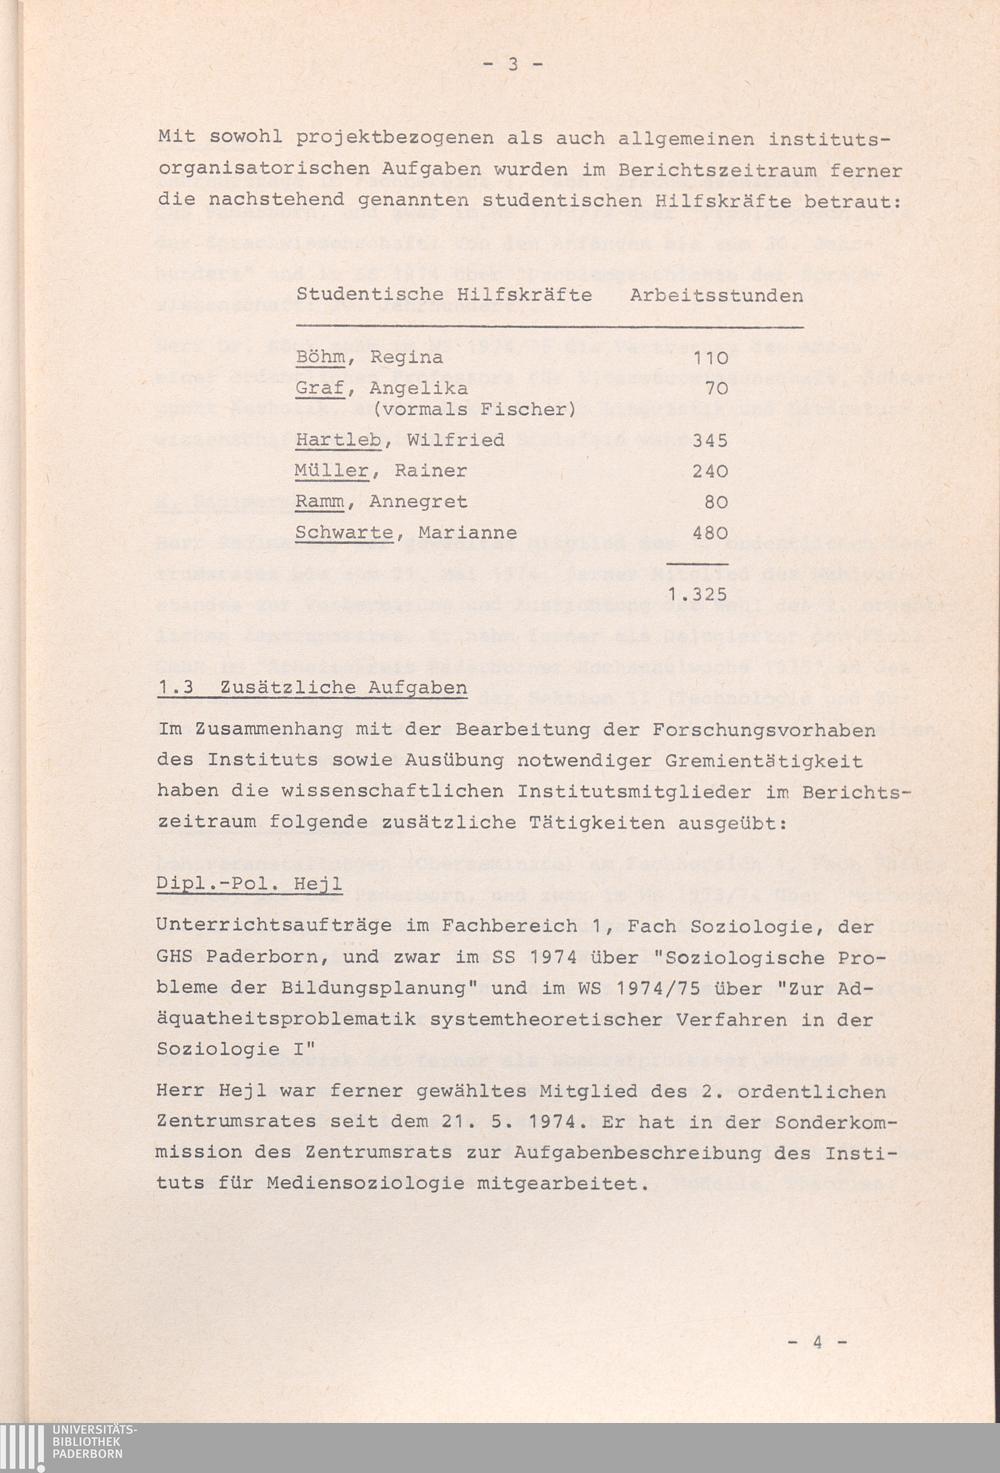 - 3 -
Mit sowohl projektbezogenen als auch allgemeinen instituts-
organisatorischen Aufgaben wurden im Berichtszeitraum ferner
die nachstehend genannten studentischen Hilfskräfte betraut:
Studentische Hilfskräfte Arbeitsstunden
Böhm, Regina 110
Graf, Angelika 70
(vormals Fischer)
Hartleb, Wilfried 345
Müller, Rainer 240
Ramm, Annegret 80
Schwarte, Marianne 480
1.325
1.3 Zusätzliche Aufgaben
Im Zusammenhang mit der Bearbeitung der Forschungsvorhaben
des Instituts sowie Ausübung notwendiger Gremientätigkeit
haben die wissenschaftlichen Institutsmitglieder im Berichts-
zeitraum folgende zusätzliche Tätigkeiten ausgeübt:
Dipl.-Pol. Hejl
Unterrichtsaufträge im Fachbereich 1, Fach Soziologie, der
GHS Paderborn, und zwar im SS 1974 über "Soziologische Pro-
bleme der Bildungsplanung" und im WS 1974/75 über "Zur Ad-
äquatheitsproblematik systemtheoretischer Verfahren in der
Soziologie I"
Herr Hejl war ferner gewähltes Mitglied des 2. ordentlichen
Zentrumsrates seit dem 21. 5. 1974. Er hat in der Sonderkom-
mission des Zentrumsrats zur Aufgabenbeschreibung des Insti-
tuts für Mediensoziologie mitgearbeitet.
- 4 -
UNIVERSITÄTS-
BIBLIOTHEK
PADERBORN